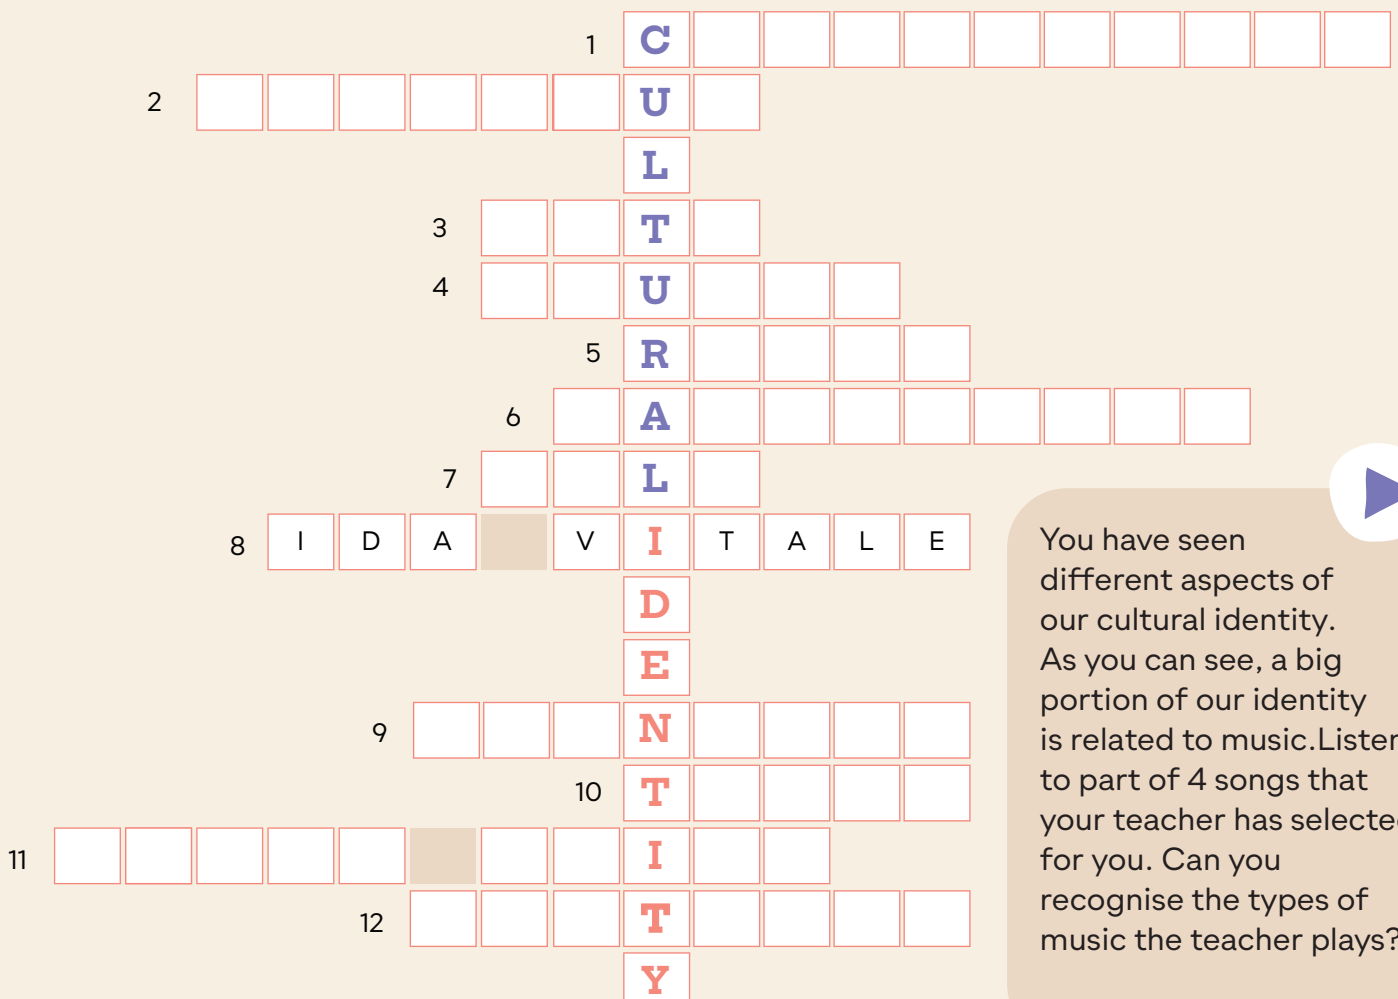 1 C
2 U
L
3 T
4 U
5 R
6 A
7 L
8 I D A V I T A L E
D
E
9 N
10 T
11 I
12 T
Y
You have seen
different aspects of
our cultural identity.
As you can see, a big
portion of our identity
is related to music.Listen
to part of 4 songs that
your teacher has selected
for you. Can you
recognise the types of
music the teacher plays?